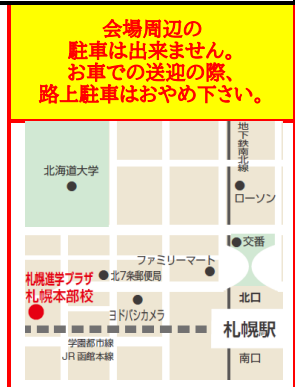 会場周辺の
駐車は出来ません。
お車での送迎の際、
路上駐車はおやめ下さい。
地下鉄南北線
北海道大学
ローソン
交番
ファミリーマート
札幌進学プラザ
札幌本部校
北7条郵便局
北口
ヨドバシカメラ
札幌駅
学園都市線
JR函館本線
南口